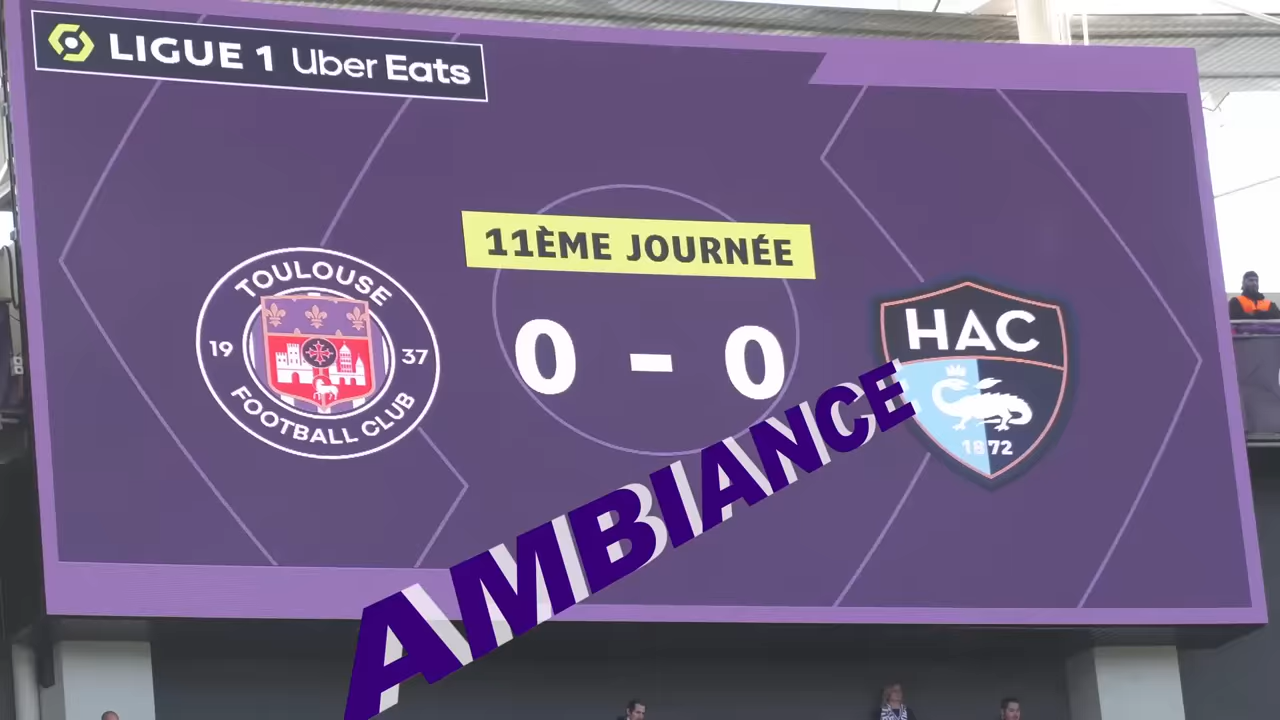 LIGUE 1 Uber Eats
11ÈME JOURNÉE
0 - 0
TOULOUSE
19 37
FOOTBALL CLUB
HAC
1872
AMBIANCE